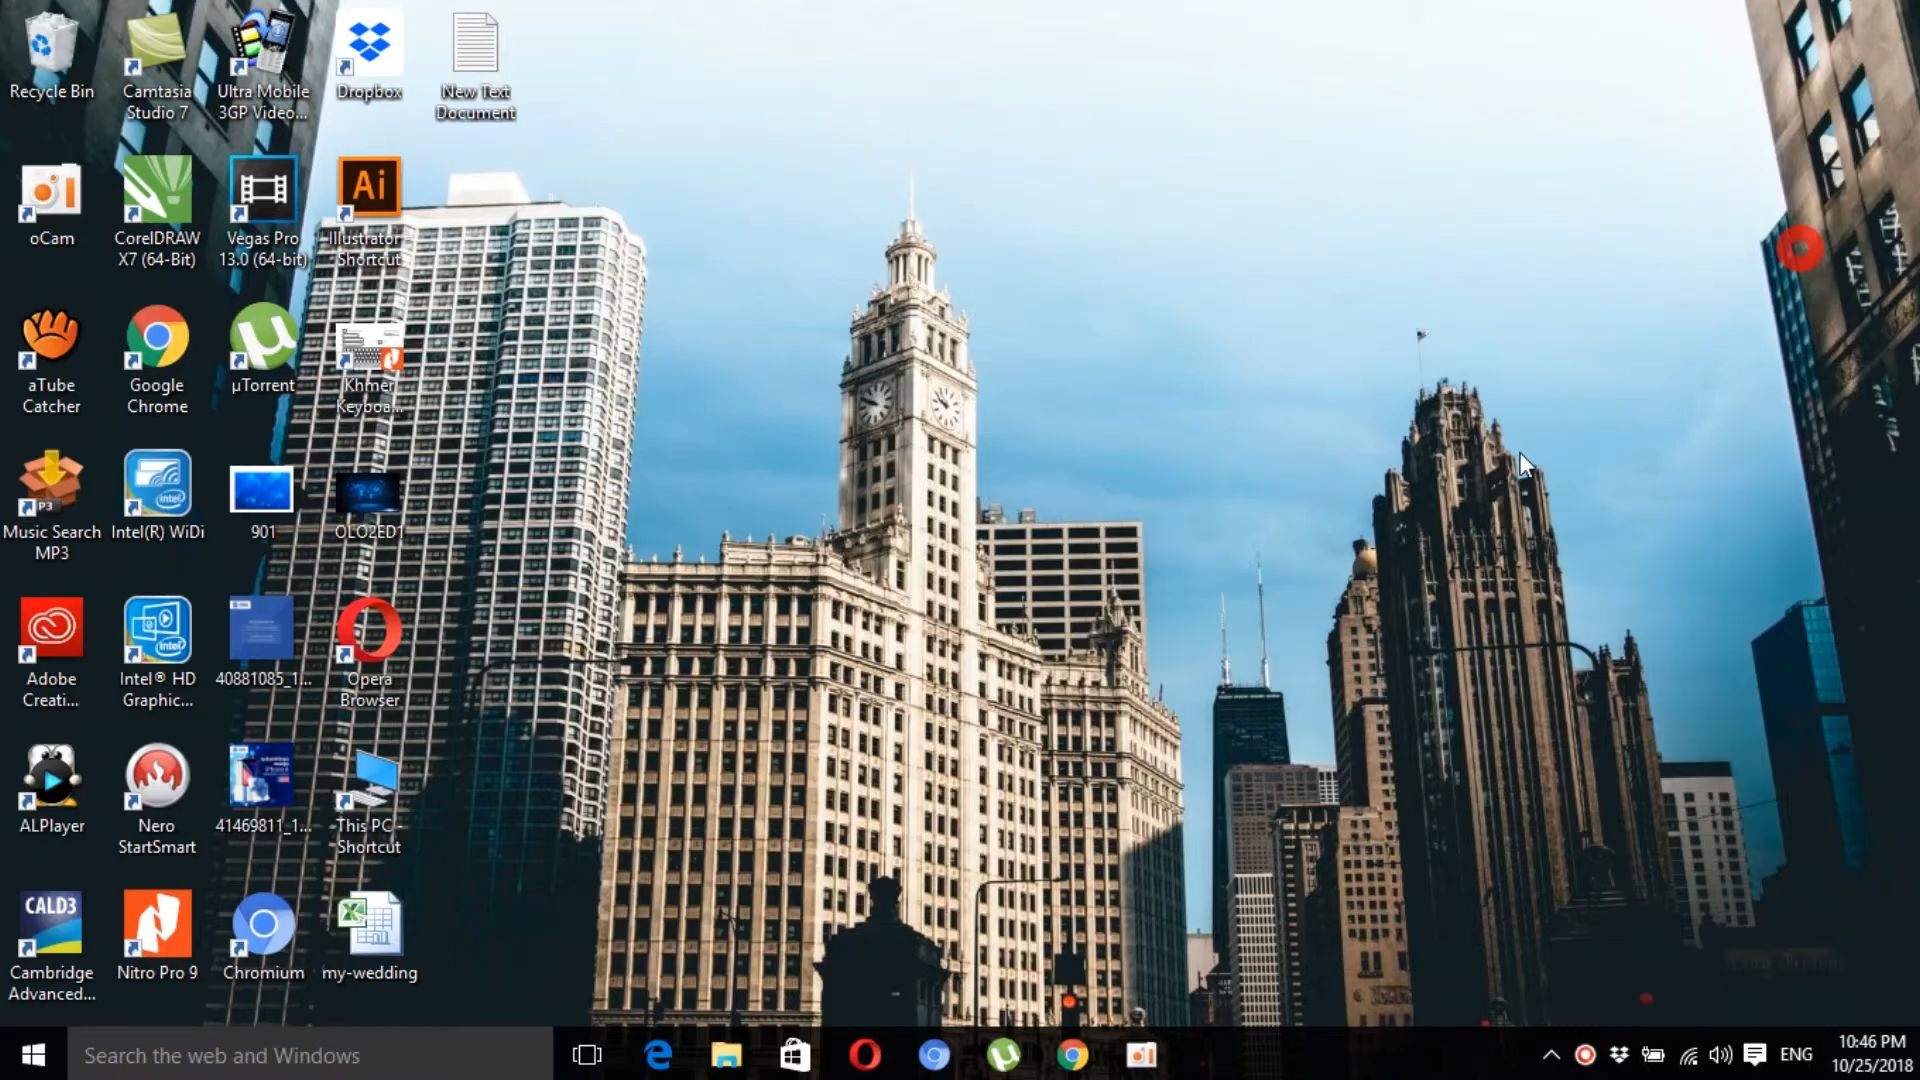 Recycle Bin
Camtasia
Studio 7
Ultra Mobile
3GP Video...
Dropbox
New Text
Document
oCam
CorelDRAW
X7 (64-Bit)
Vegas Pro
13.0 (64-bit)
Ai
Illustrator -
Shortcut
aTube
Catcher
Google
Chrome
µTorrent
Khmer
Keyboa...
P3
Music Search
MP3
intel
Intel(R) WiDi
901
OLO2ED1
Adobe
Creati...
intel
Intel® HD
Graphic...
40881085_1...
Opera
Browser
ALPlayer
Nero
StartSmart
41469811_1...
This PC -
Shortcut
CALD3
Cambridge
Advanced...
Nitro Pro 9
Chromium
my-wedding
Search the web and Windows
ENG
10:46 PM
10/25/2018